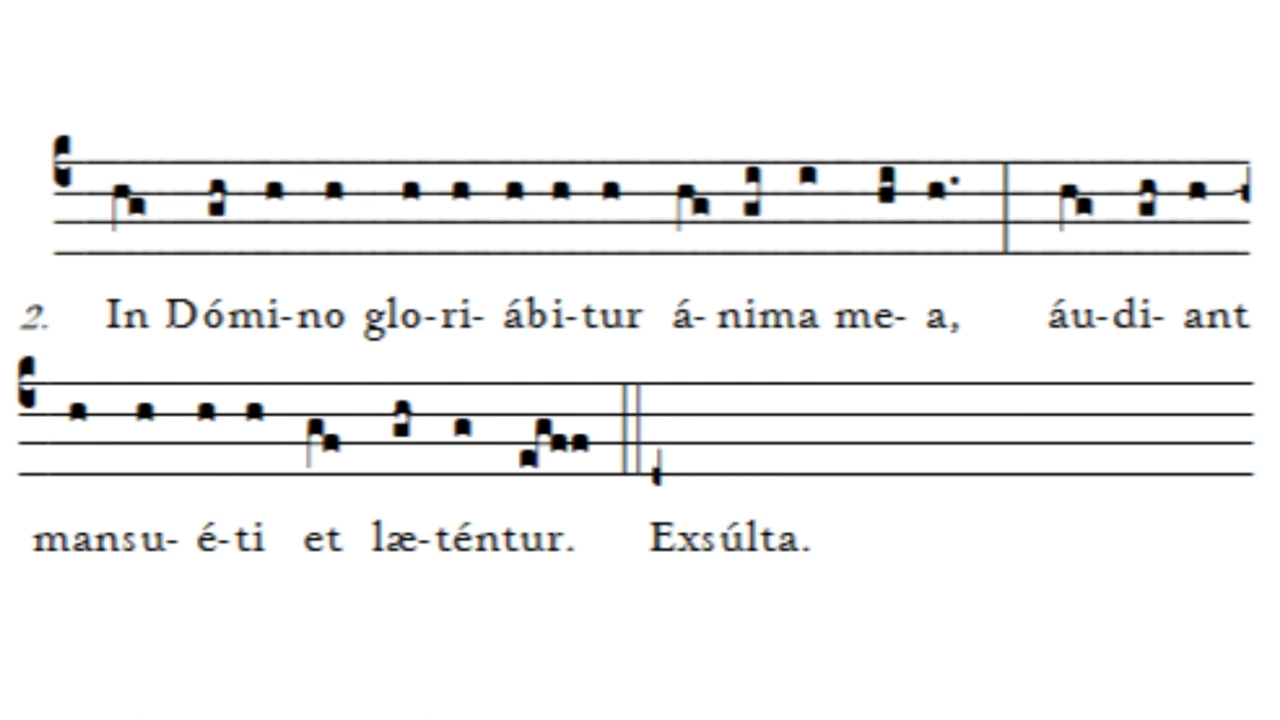 2. In Dómi-no glo-ri- ábi-tur á- nima me- a, áu-di- ant
mansu- é-ti et læ-téntur. Exsúlta.